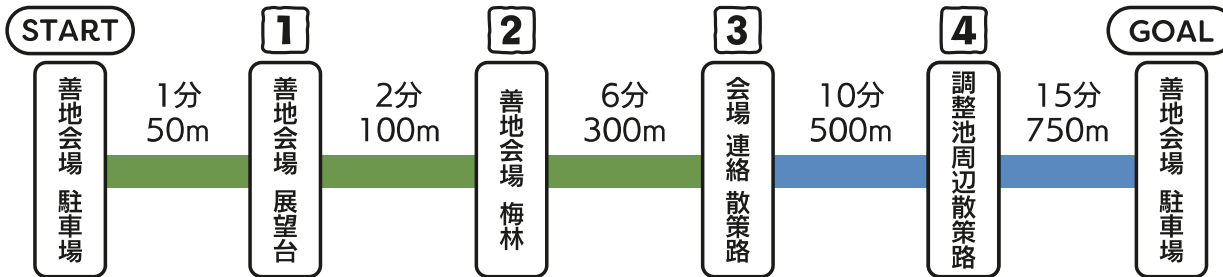 START
善地会場 駐車場
1分
50m
1
善地会場 展望台
2分
100m
2
善地会場 梅林
6分
300m
3
会場 連絡 散策路
10分
500m
4
調整池周辺散策路
15分
750m
GOAL
善地会場 駐車場